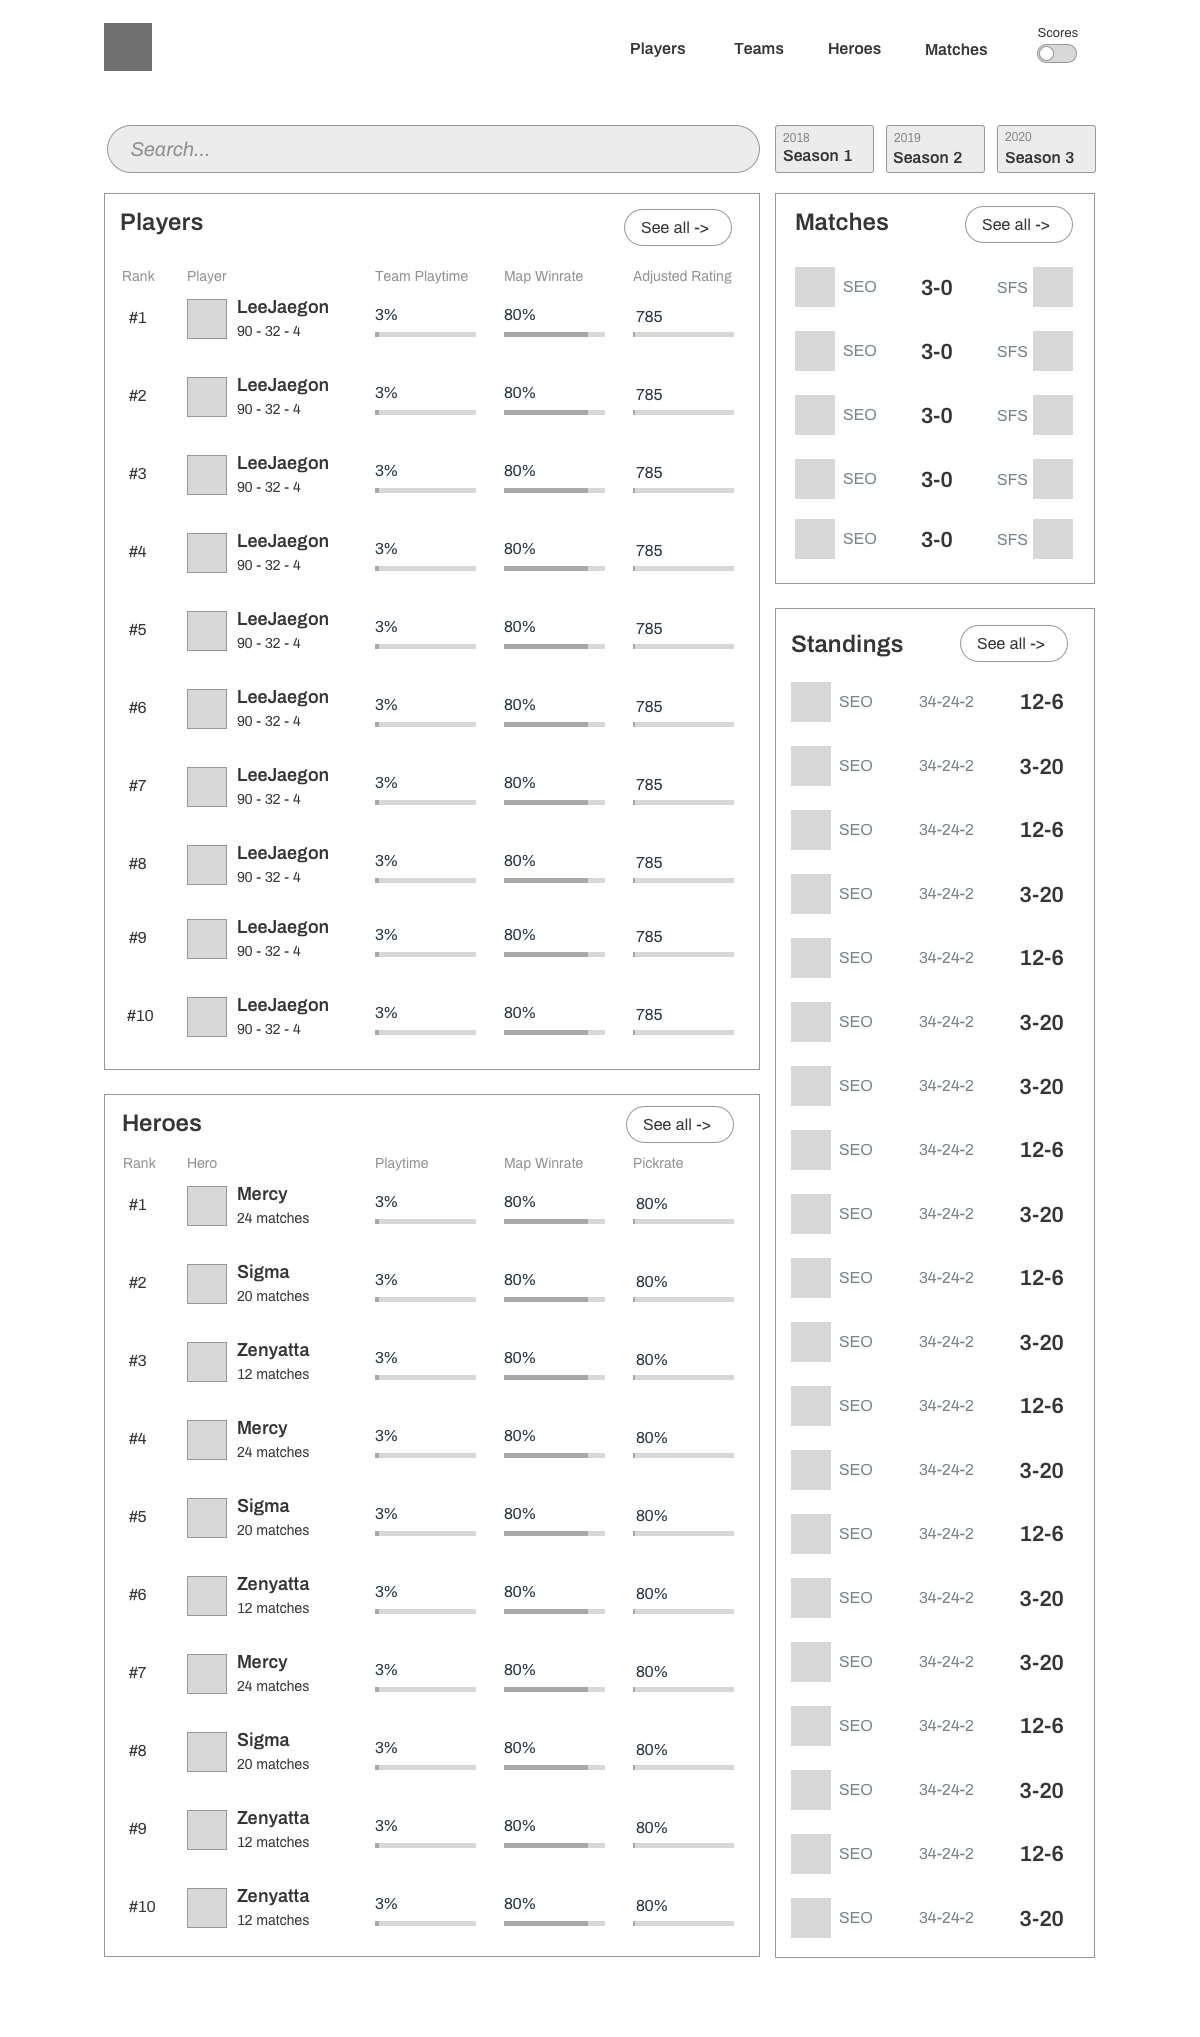 Players Teams Heroes Matches Scores
Search...
2018
Season 1
2019
Season 2
2020
Season 3
Players
See all ->
Rank Player Team Playtime Map Winrate Adjusted Rating
#1 LeeJaegon 3% 80% 785
90 - 32 - 4
#2 LeeJaegon 3% 80% 785
90 - 32 - 4
#3 LeeJaegon 3% 80% 785
90 - 32 - 4
#4 LeeJaegon 3% 80% 785
90 - 32 - 4
#5 LeeJaegon 3% 80% 785
90 - 32 - 4
#6 LeeJaegon 3% 80% 785
90 - 32 - 4
#7 LeeJaegon 3% 80% 785
90 - 32 - 4
#8 LeeJaegon 3% 80% 785
90 - 32 - 4
#9 LeeJaegon 3% 80% 785
90 - 32 - 4
#10 LeeJaegon 3% 80% 785
90 - 32 - 4
Heroes
See all ->
Rank Hero Playtime Map Winrate Pickrate
#1 Mercy 3% 80% 80%
24 matches
#2 Sigma 3% 80% 80%
20 matches
#3 Zenyatta 3% 80% 80%
12 matches
#4 Mercy 3% 80% 80%
24 matches
#5 Sigma 3% 80% 80%
20 matches
#6 Zenyatta 3% 80% 80%
12 matches
#7 Mercy 3% 80% 80%
24 matches
#8 Sigma 3% 80% 80%
20 matches
#9 Zenyatta 3% 80% 80%
12 matches
#10 Zenyatta 3% 80% 80%
12 matches
Matches
See all ->
SEO 3-0 SFS
SEO 3-0 SFS
SEO 3-0 SFS
SEO 3-0 SFS
SEO 3-0 SFS
Standings
See all ->
SEO 34-24-2 12-6
SEO 34-24-2 3-20
SEO 34-24-2 12-6
SEO 34-24-2 3-20
SEO 34-24-2 12-6
SEO 34-24-2 3-20
SEO 34-24-2 3-20
SEO 34-24-2 12-6
SEO 34-24-2 3-20
SEO 34-24-2 12-6
SEO 34-24-2 3-20
SEO 34-24-2 12-6
SEO 34-24-2 3-20
SEO 34-24-2 12-6
SEO 34-24-2 3-20
SEO 34-24-2 3-20
SEO 34-24-2 12-6
SEO 34-24-2 3-20
SEO 34-24-2 12-6
SEO 34-24-2 3-20